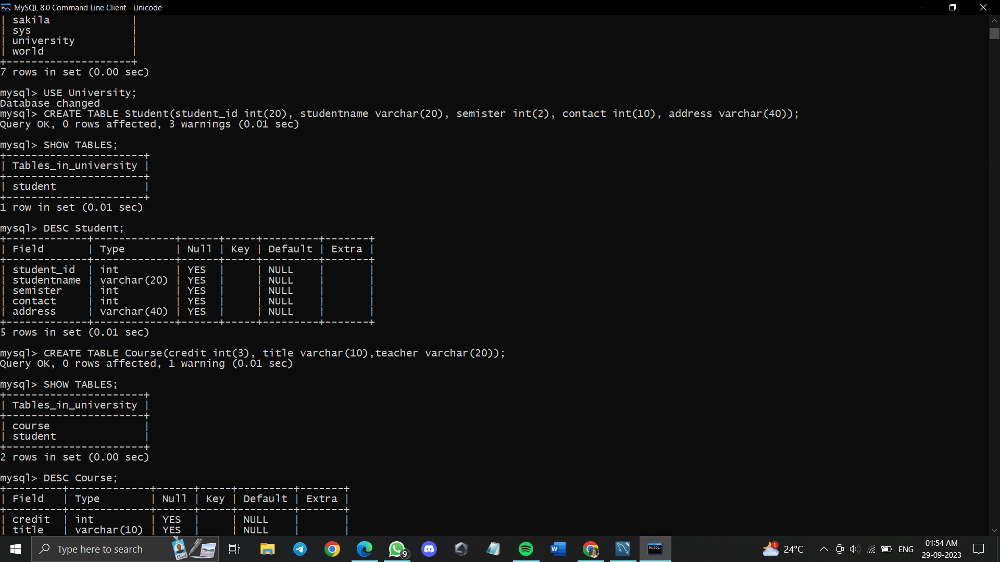 MySQL 8.0 Command Line Client - Unicode
| sakila             |
| sys                |
| university         |
| world              |
+--------------------+
7 rows in set (0.00 sec)
mysql> USE University;
Database changed
mysql> CREATE TABLE Student(student_id int(20), studentname varchar(20), semister int(2), contact int(10), address varchar(40));
Query OK, 0 rows affected, 3 warnings (0.01 sec)
mysql> SHOW TABLES;
+----------------------+
| Tables_in_university |
+----------------------+
| student              |
+----------------------+
1 row in set (0.01 sec)
mysql> DESC Student;
+-------------+-------------+------+-----+---------+-------+
| Field       | Type        | Null | Key | Default | Extra |
+-------------+-------------+------+-----+---------+-------+
| student_id  | int         | YES  |     | NULL    |       |
| studentname | varchar(20) | YES  |     | NULL    |       |
| semister    | int         | YES  |     | NULL    |       |
| contact     | int         | YES  |     | NULL    |       |
| address     | varchar(40) | YES  |     | NULL    |       |
+-------------+-------------+------+-----+---------+-------+
5 rows in set (0.01 sec)
mysql> CREATE TABLE Course(credit int(3), title varchar(10),teacher varchar(20));
Query OK, 0 rows affected, 1 warning (0.01 sec)
mysql> SHOW TABLES;
+----------------------+
| Tables_in_university |
+----------------------+
| course               |
| student              |
+----------------------+
2 rows in set (0.00 sec)
mysql> DESC Course;
+---------+-------------+------+-----+---------+-------+
| Field   | Type        | Null | Key | Default | Extra |
+---------+-------------+------+-----+---------+-------+
| credit  | int         | YES  |     | NULL    |       |
| title   | varchar(10) | YES  |     | NULL    |       |
Type here to search
9
1
24°C
ENG
01:54 AM
29-09-2023